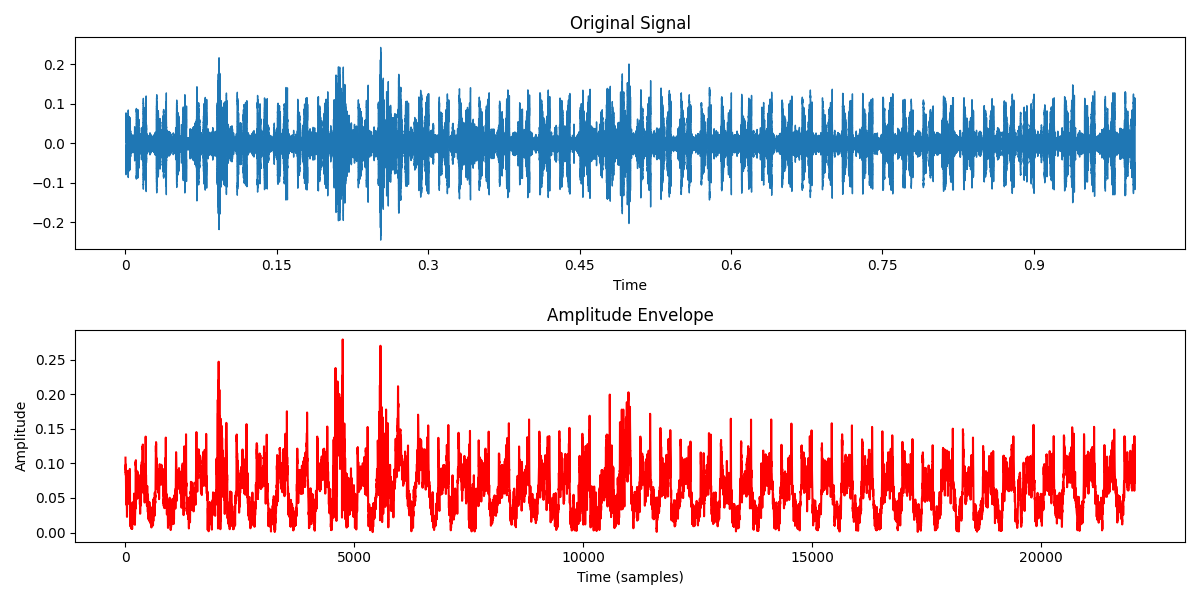 Original Signal
0.2
0.1
0.0
−0.1
−0.2
0 0.15 0.3 0.45 0.6 0.75 0.9
Time
Amplitude Envelope
Amplitude
0.25
0.20
0.15
0.10
0.05
0.00
0 5000 10000 15000 20000
Time (samples)